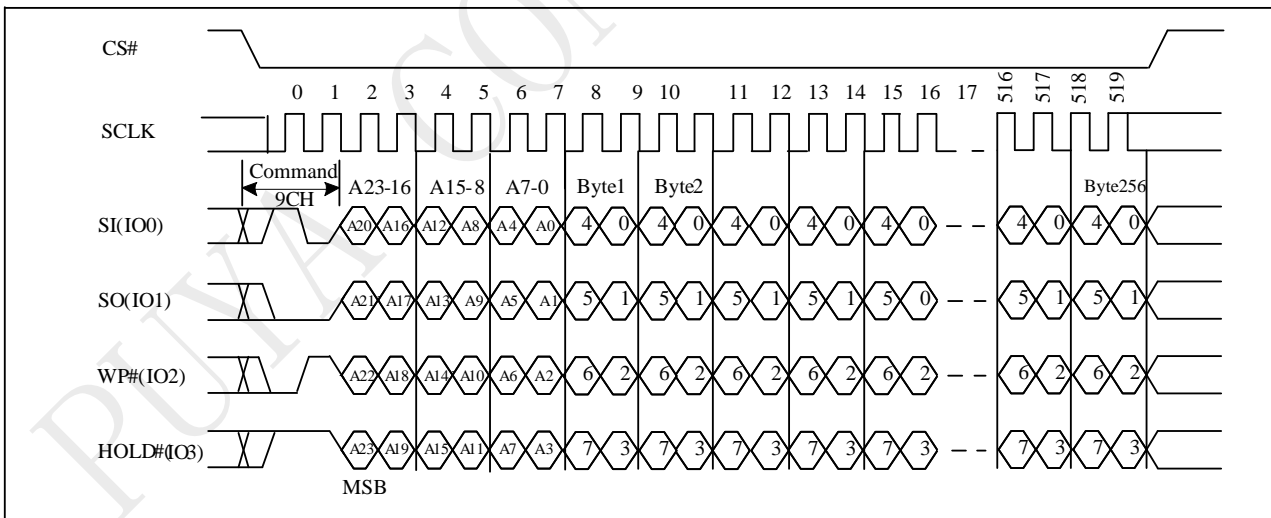 CS#
0 1 2 3 4 5 6 7 8 9 10 11 12 13 14 15 16 17 516 517 518 519
SCLK
Command
9CH
A23-16 A15-8 A7-0 Byte1 Byte2 Byte256
SI(IO0) A20 A16 A12 A8 A4 A0 4 0 4 0 4 0 4 0 4 0 4 0 4 0
SO(IO1) A21 A17 A13 A9 A5 A1 5 1 5 1 5 1 5 1 5 0 5 1 5 1
WP#(IO2) A22 A18 A14 A10 A6 A2 6 2 6 2 6 2 6 2 6 2 6 2 6 2
HOLD#(IO3) A23 A19 A15 A11 A7 A3 7 3 7 3 7 3 7 3 7 3 7 3 7 3
MSB
PUYA CON